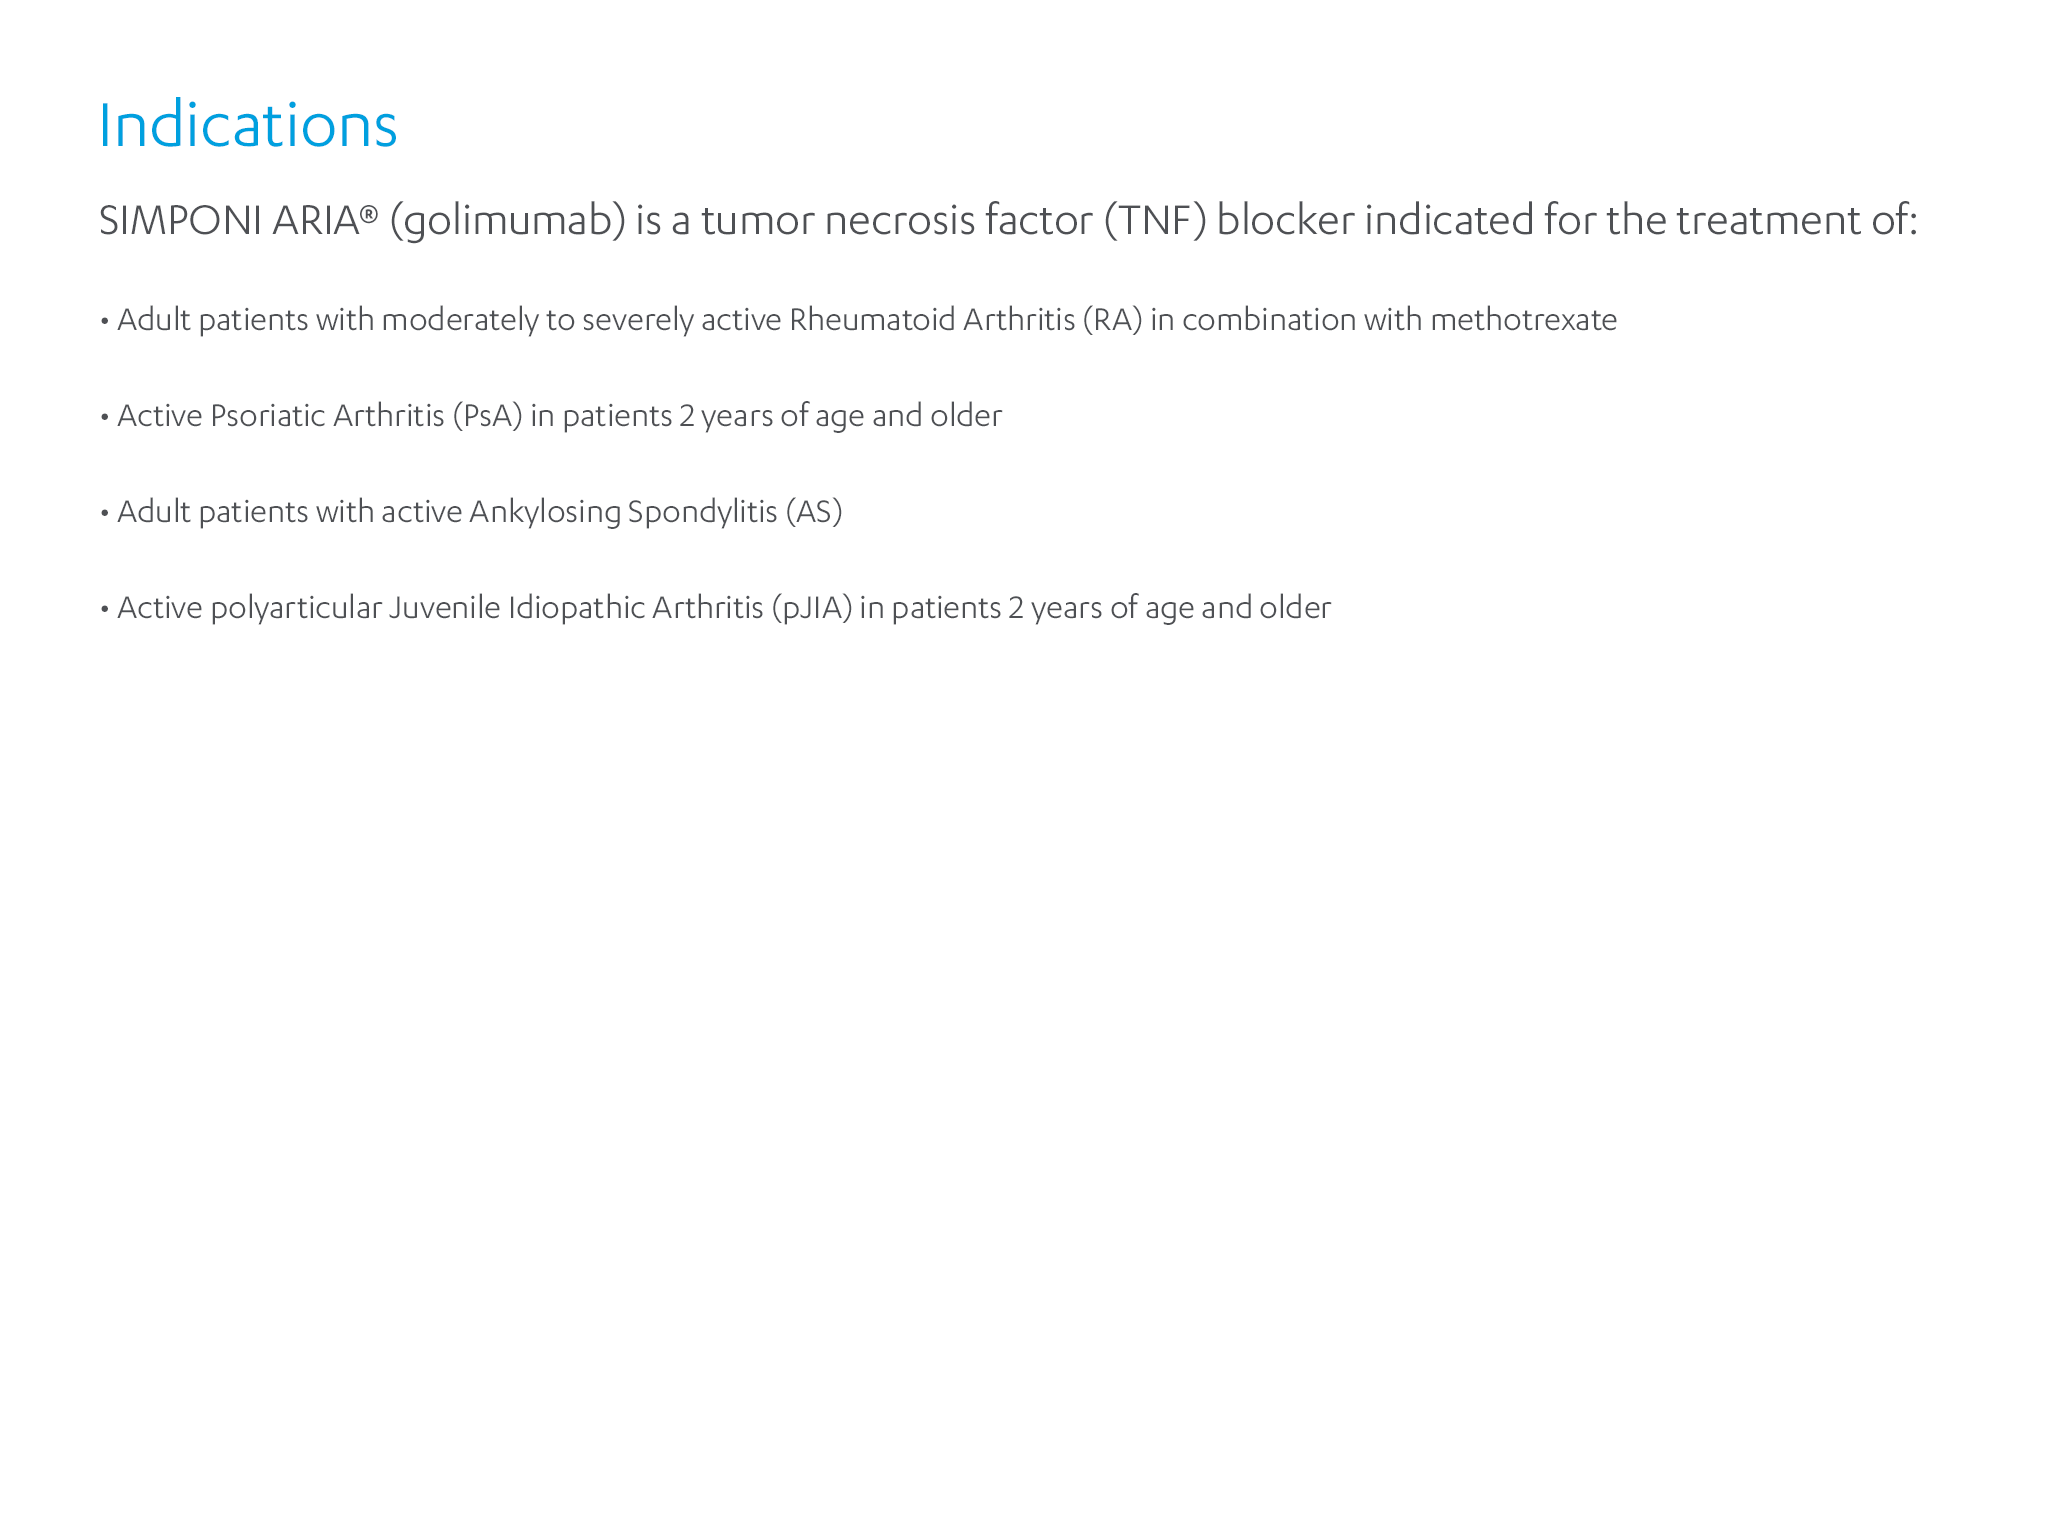 Indications
SIMPONI ARIA® (golimumab) is a tumor necrosis factor (TNF) blocker indicated for the treatment of:
• Adult patients with moderately to severely active Rheumatoid Arthritis (RA) in combination with methotrexate
• Active Psoriatic Arthritis (PsA) in patients 2 years of age and older
• Adult patients with active Ankylosing Spondylitis (AS)
• Active polyarticular Juvenile Idiopathic Arthritis (pJIA) in patients 2 years of age and older